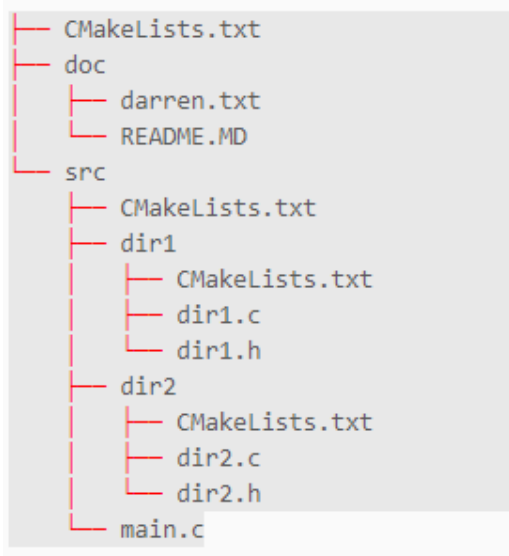 ├── CMakeLists.txt
├── doc
│   ├── darren.txt
│   └── README.MD
└── src
    ├── CMakeLists.txt
    ├── dir1
    │   ├── CMakeLists.txt
    │   ├── dir1.c
    │   └── dir1.h
    ├── dir2
    │   ├── CMakeLists.txt
    │   ├── dir2.c
    │   └── dir2.h
    └── main.c